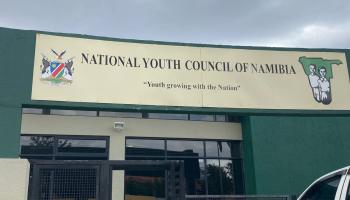 NATIONAL YOUTH COUNCIL OF NAMIBIA
"Youth growing with the Nation"